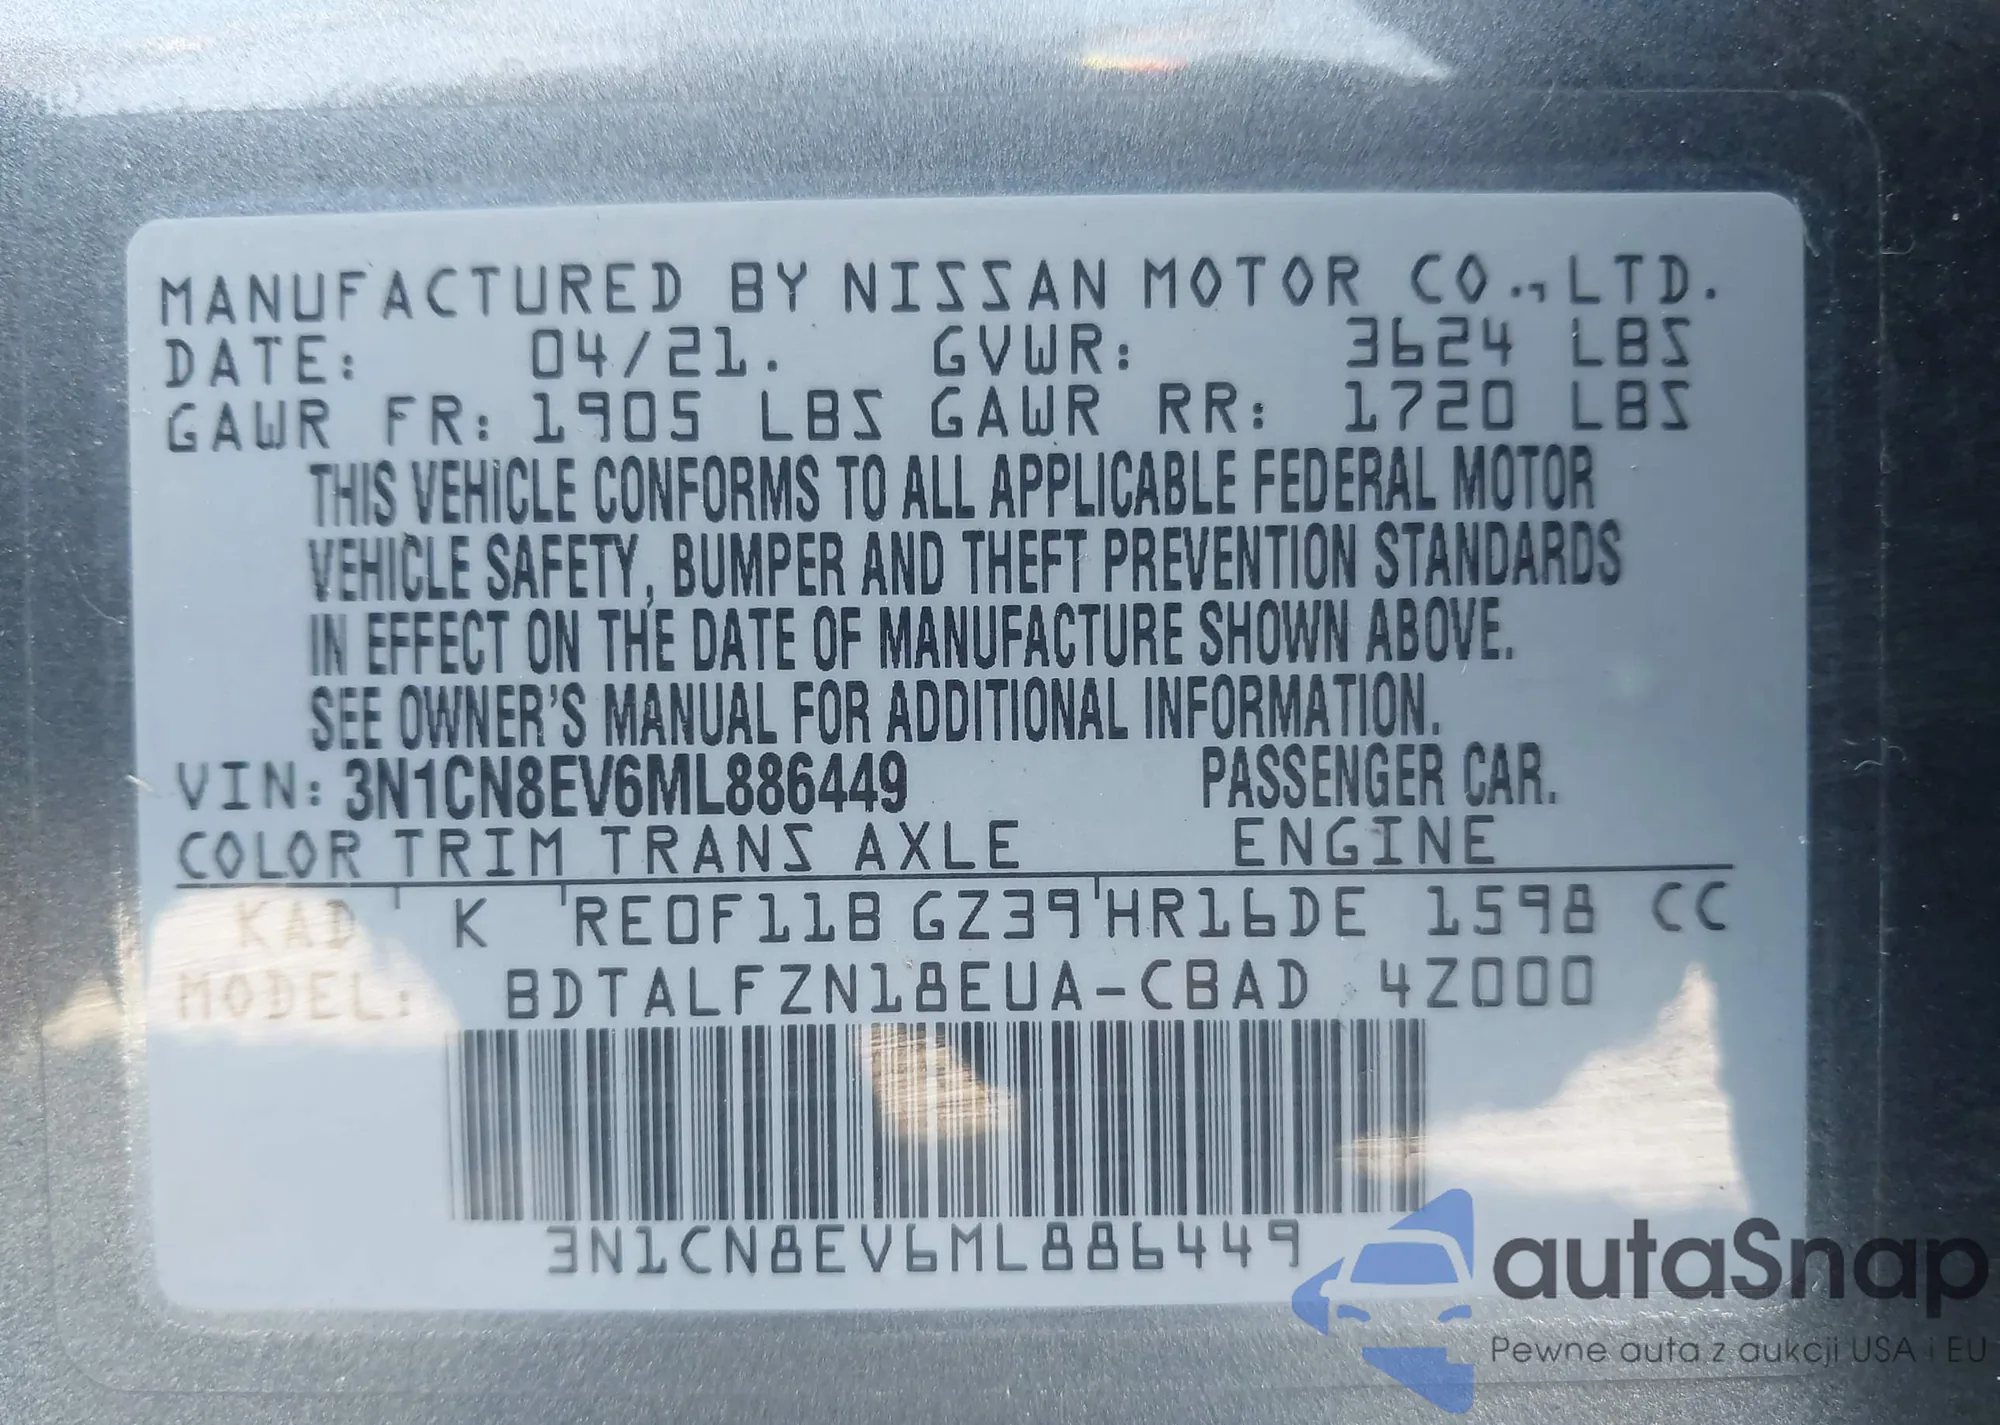 MANUFACTURED BY NISSAN MOTOR CO.,LTD.
DATE: 04/21. GVWR: 3624 LBS
GAWR FR: 1905 LBS GAWR RR: 1720 LBS
THIS VEHICLE CONFORMS TO ALL APPLICABLE FEDERAL MOTOR
VEHICLE SAFETY, BUMPER AND THEFT PREVENTION STANDARDS
IN EFFECT ON THE DATE OF MANUFACTURE SHOWN ABOVE.
SEE OWNER'S MANUAL FOR ADDITIONAL INFORMATION.
VIN: 3N1CN8EV6ML886449 PASSENGER CAR.
COLOR TRIM TRANS AXLE ENGINE
KAD K RE0F11B GZ39 HR16DE 1598 CC
MODEL: BDTALFZN18EUA-CBAD 4Z000
3N1CN8EV6ML886449
autaSnap
Pewne auta z aukcji USA i EU